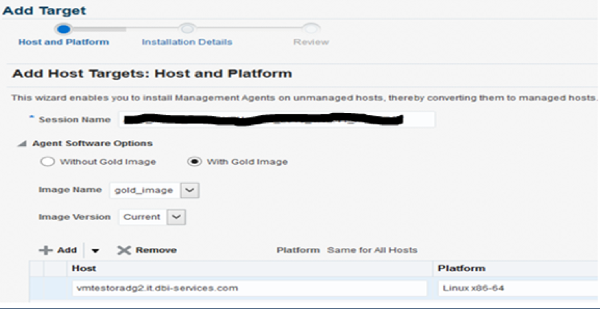 Add Target
Host and Platform Installation Details Review
Add Host Targets: Host and Platform
This wizard enables you to install Management Agents on unmanaged hosts, thereby converting them to managed hosts.
* Session Name
Agent Software Options
Without Gold Image With Gold Image
Image Name gold_image
Image Version Current
Add Remove Platform Same for All Hosts
Host Platform
vmtestoradg2.it.dbi-services.com Linux x86-64